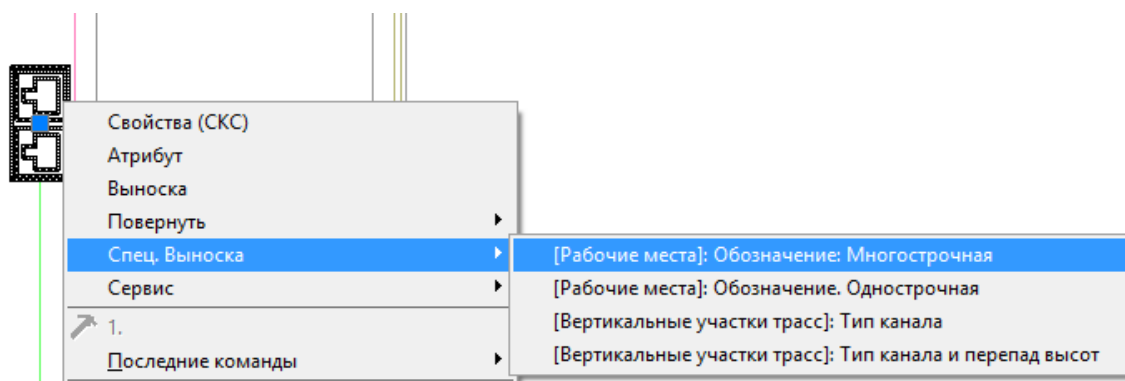 Свойства (СКС)
Атрибут
Выноска
Повернуть
Спец. Выноска
Сервис
1.
Последние команды
[Рабочие места]: Обозначение: Многострочная
[Рабочие места]: Обозначение. Однострочная
[Вертикальные участки трасс]: Тип канала
[Вертикальные участки трасс]: Тип канала и перепад высот